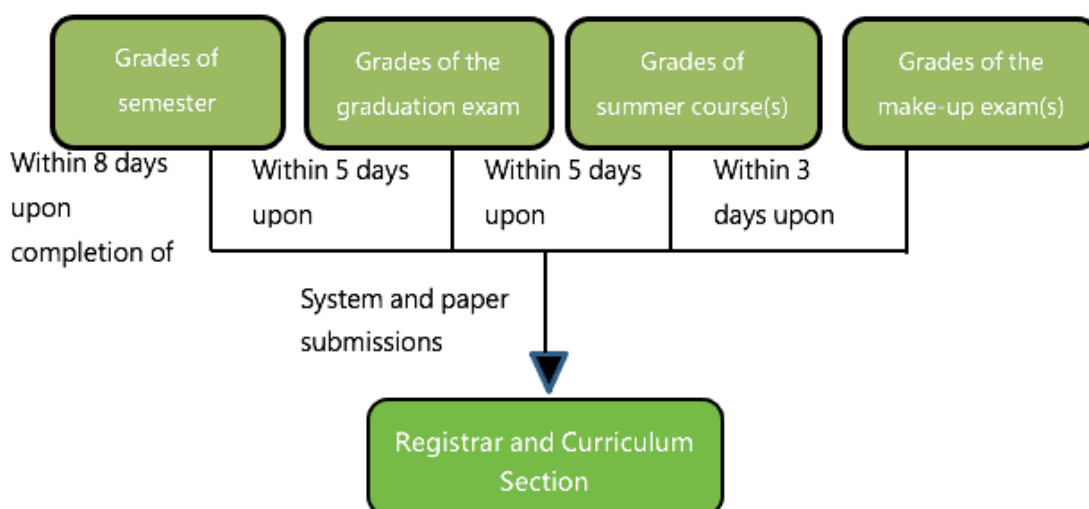 Grades of
semester
Grades of the
graduation exam
Grades of
summer course(s)
Grades of the
make-up exam(s)
Within 8 days
upon
completion of
Within 5 days
upon
Within 5 days
upon
Within 3
days upon
System and paper
submissions
Registrar and Curriculum
Section